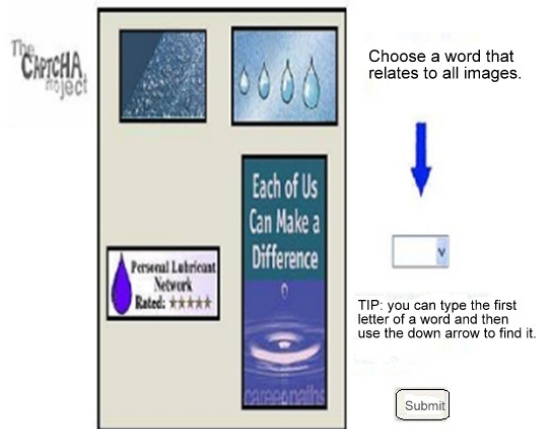 The
CAPTCHA
Project
Choose a word that
relates to all images.
Each of Us
Can Make a
Difference
Personal Lubricant
Network
Rated: ★★★★★
TIP: you can type the first
letter of a word and then
use the down arrow to find it.
careerpaths
Submit